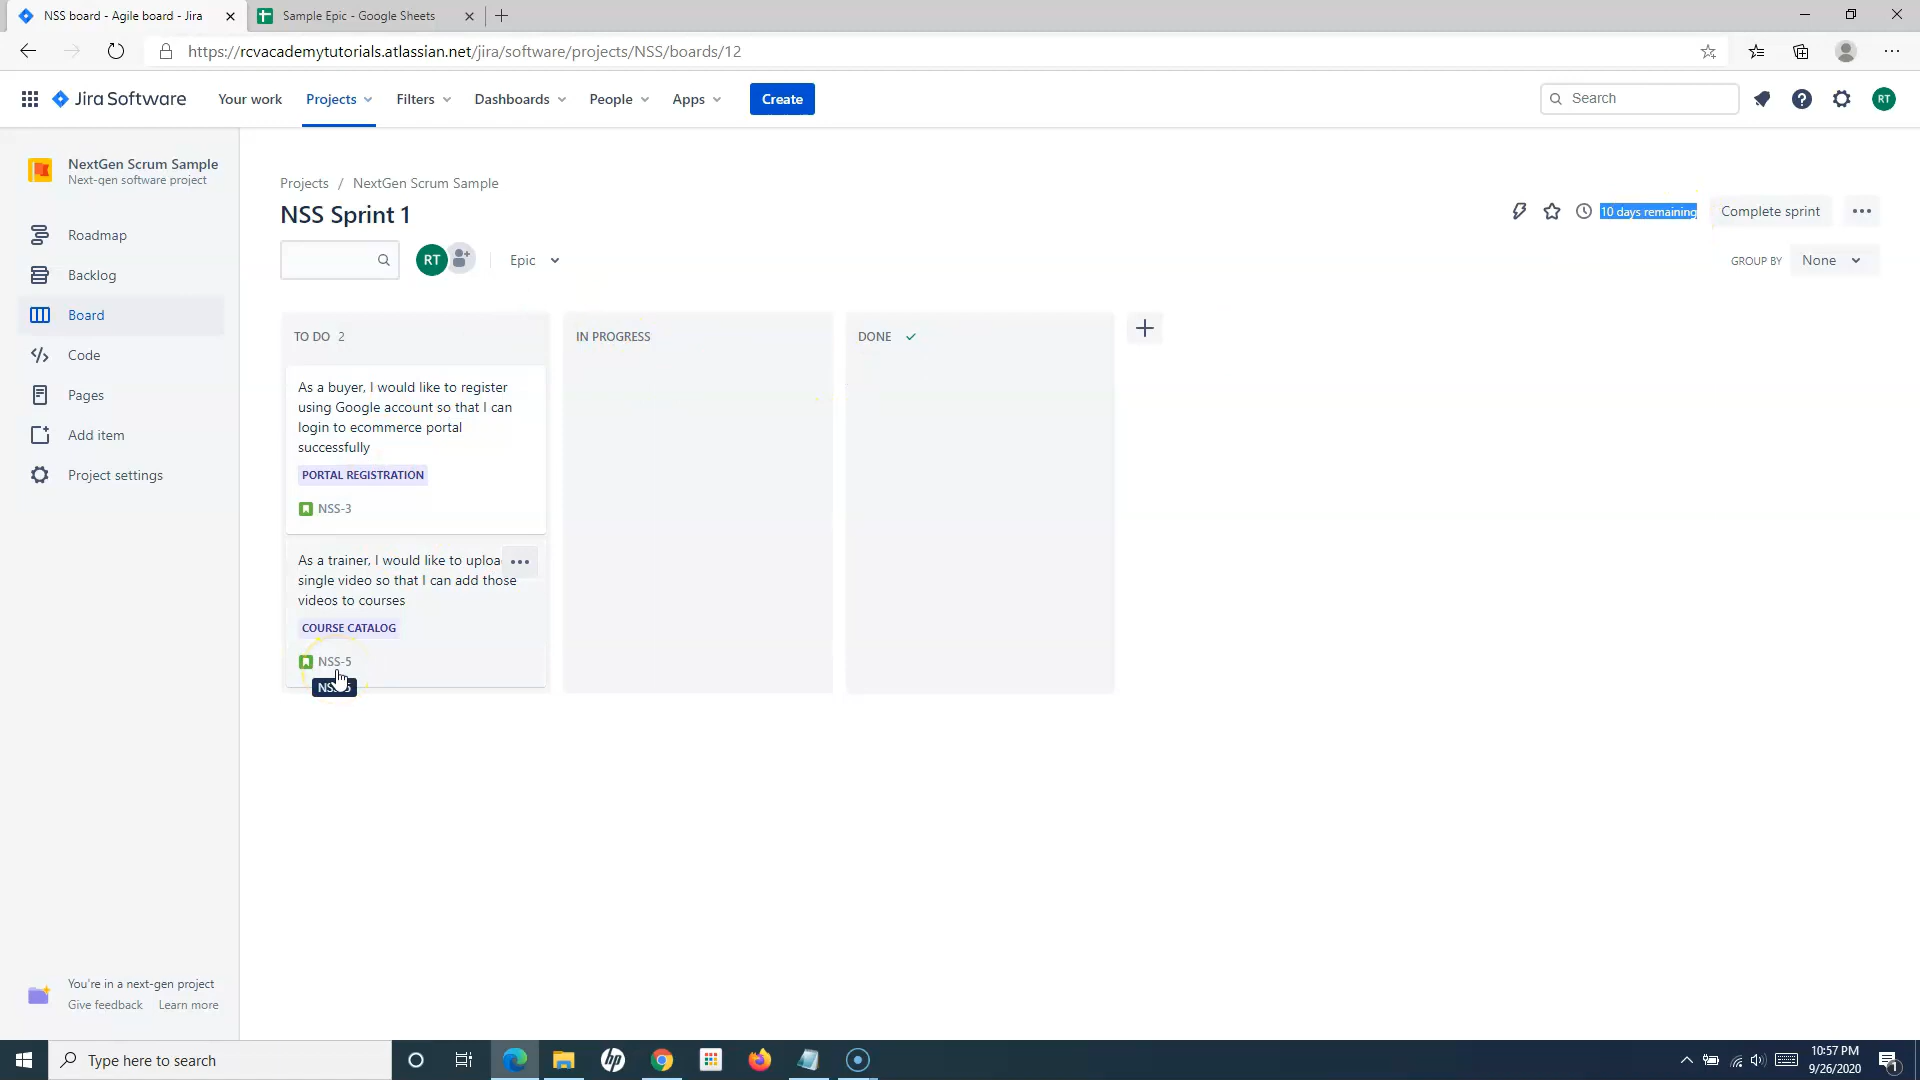 NSS board - Agile board - Jira
Sample Epic - Google Sheets
https://rcvacademytutorials.atlassian.net/jira/software/projects/NSS/boards/12
Jira Software
Your work
Projects
Filters
Dashboards
People
Apps
Create
Search
RT
NextGen Scrum Sample
Next-gen software project
Roadmap
Backlog
Board
Code
Pages
Add item
Project settings
You're in a next-gen project
Give feedback Learn more
Projects / NextGen Scrum Sample
NSS Sprint 1
10 days remaining
Complete sprint
RT
Epic
GROUP BY
None
TO DO 2
As a buyer, I would like to register
using Google account so that I can
login to ecommerce portal
successfully
PORTAL REGISTRATION
NSS-3
As a trainer, I would like to uploa
single video so that I can add those
videos to courses
COURSE CATALOG
NSS-5
IN PROGRESS
DONE
Type here to search
hp
10:57 PM
9/26/2020
1